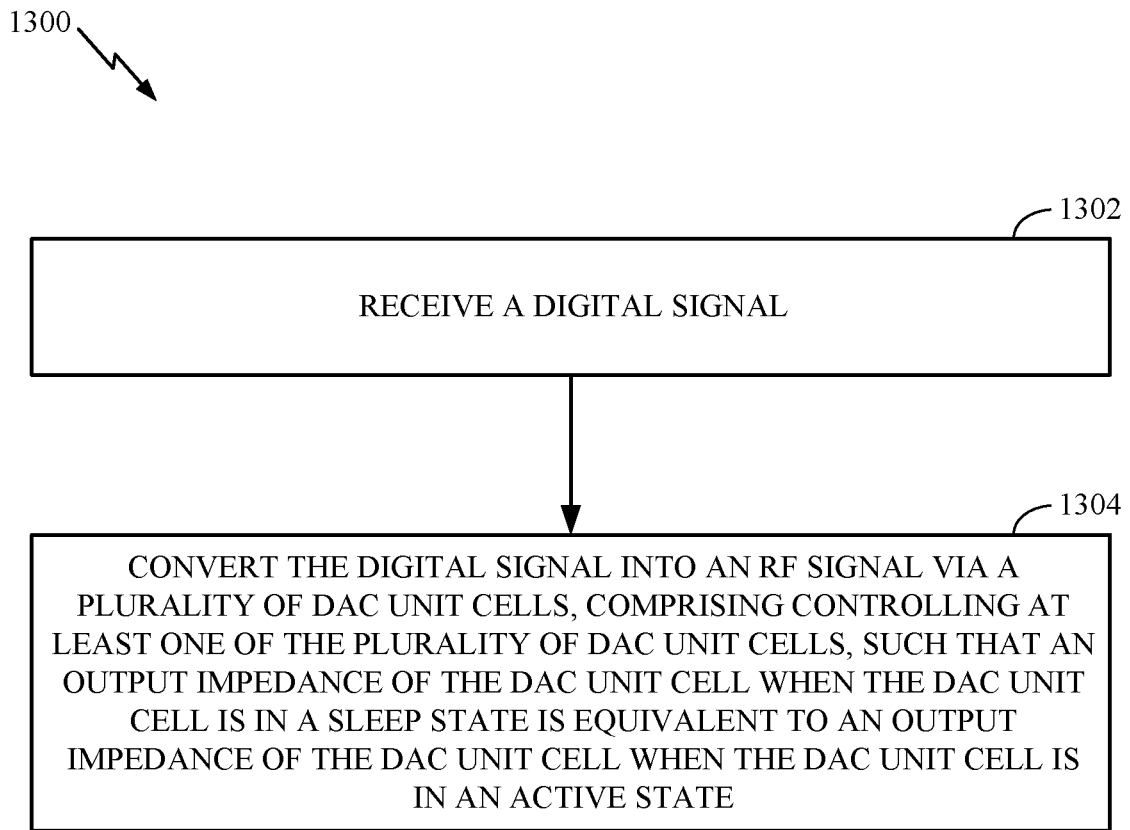 1300
1302
RECEIVE A DIGITAL SIGNAL
1304
CONVERT THE DIGITAL SIGNAL INTO AN RF SIGNAL VIA A
PLURALITY OF DAC UNIT CELLS, COMPRISING CONTROLLING AT
LEAST ONE OF THE PLURALITY OF DAC UNIT CELLS, SUCH THAT AN
OUTPUT IMPEDANCE OF THE DAC UNIT CELL WHEN THE DAC UNIT
CELL IS IN A SLEEP STATE IS EQUIVALENT TO AN OUTPUT
IMPEDANCE OF THE DAC UNIT CELL WHEN THE DAC UNIT CELL IS
IN AN ACTIVE STATE